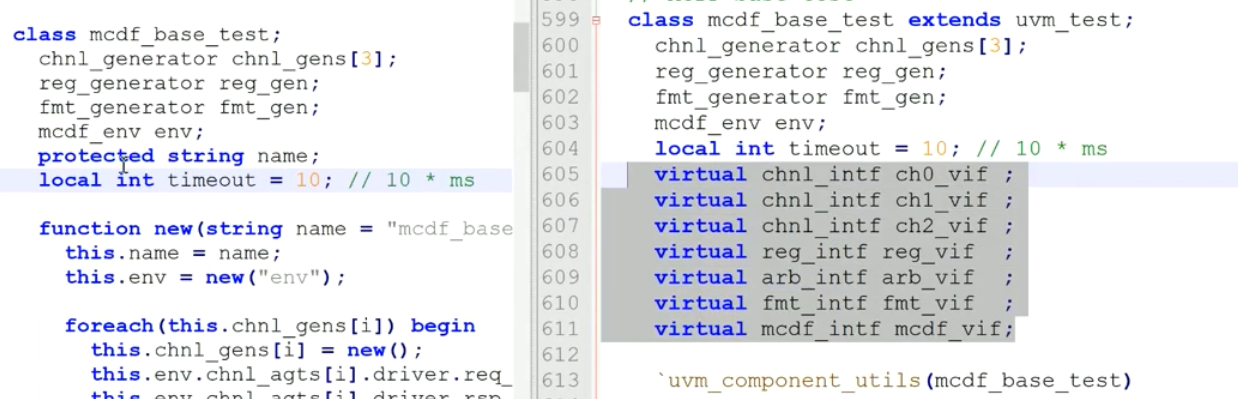 class mcdf_base_test;
chnl_generator chnl_gens[3];
reg_generator reg_gen;
fmt_generator fmt_gen;
mcdf_env env;
protected string name;
local int timeout = 10; // 10 * ms
function new(string name = "mcdf_base
this.name = name;
this.env = new("env");
foreach(this.chnl_gens[i]) begin
this.chnl_gens[i] = new();
this.env.chnl_agts[i].driver.req_
this.env.chnl_agts[i].driver.rsp
599 class mcdf_base_test extends uvm_test;
600 chnl_generator chnl_gens[3];
601 reg_generator reg_gen;
602 fmt_generator fmt_gen;
603 mcdf_env env;
604 local int timeout = 10; // 10 * ms
605 virtual chnl_intf ch0_vif ;
606 virtual chnl_intf ch1_vif ;
607 virtual chnl_intf ch2_vif ;
608 virtual reg_intf reg_vif ;
609 virtual arb_intf arb_vif ;
610 virtual fmt_intf fmt_vif ;
611 virtual mcdf_intf mcdf_vif;
612
613 `uvm_component_utils(mcdf_base_test)